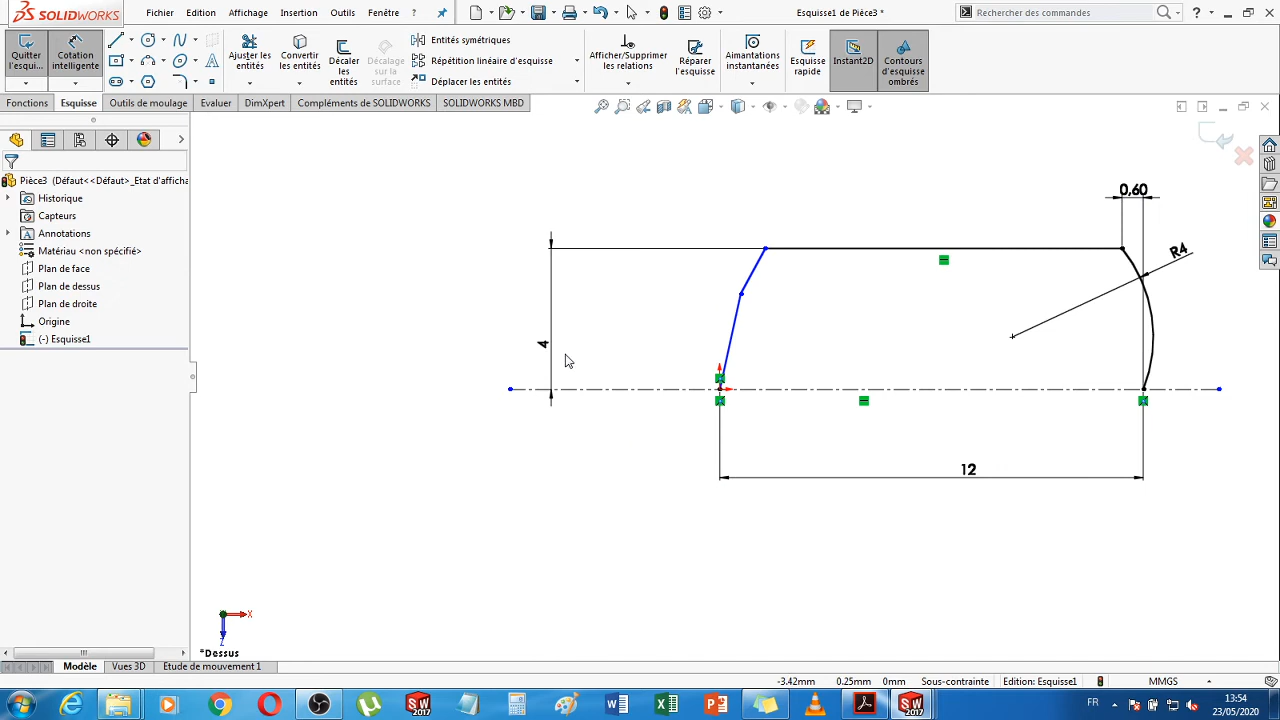 SOLIDWORKS
Fichier Edition Affichage Insertion Outils Fenêtre ?
Esquisse1 de Pièce3 *
Rechercher des commandes
?
Quitter l'esqui...
Cotation intelligente
Ajuster les entités
Convertir les entités
Décaler les entités
Décalage sur la surface
Entités symétriques
Répétition linéaire d'esquisse
Déplacer les entités
Afficher/Supprimer les relations
Réparer l'esquisse
Aimantations instantanées
Esquisse rapide
Instant2D
Contours d'esquisse ombrés
Fonctions Esquisse Outils de moulage Evaluer DimXpert Compléments de SOLIDWORKS SOLIDWORKS MBD
Pièce3 (Défaut<<Défaut>_Etat d'afficha
Historique
Capteurs
Annotations
Matériau <non spécifié>
Plan de face
Plan de dessus
Plan de droite
Origine
(-) Esquisse1
0,60
R4
4
12
X
Z
*Dessus
Modèle Vues 3D Etude de mouvement 1
-3.42mm 0.25mm 0mm Sous-contrainte Edition: Esquisse1 MMGS
SW 2017
SW 2017
FR
13:54
23/05/2020